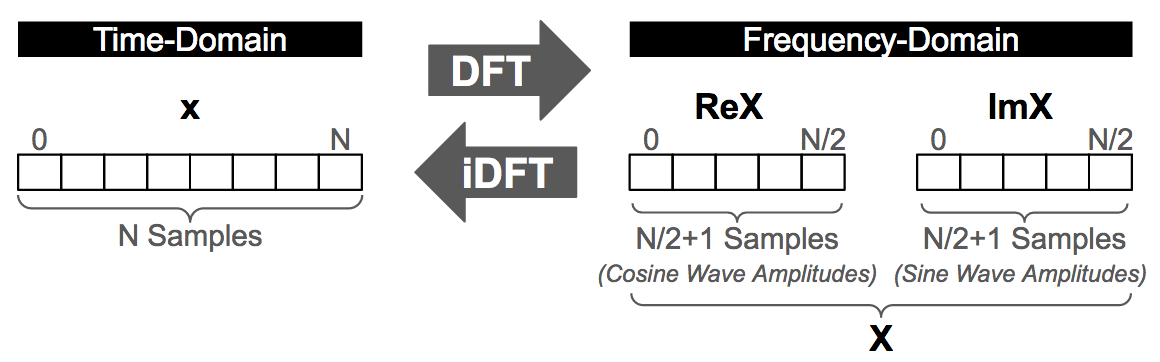 Time-Domain
DFT
Frequency-Domain
x
ReX
ImX
0 N
iDFT
0 N/2
0 N/2
N Samples
N/2+1 Samples
(Cosine Wave Amplitudes)
N/2+1 Samples
(Sine Wave Amplitudes)
X